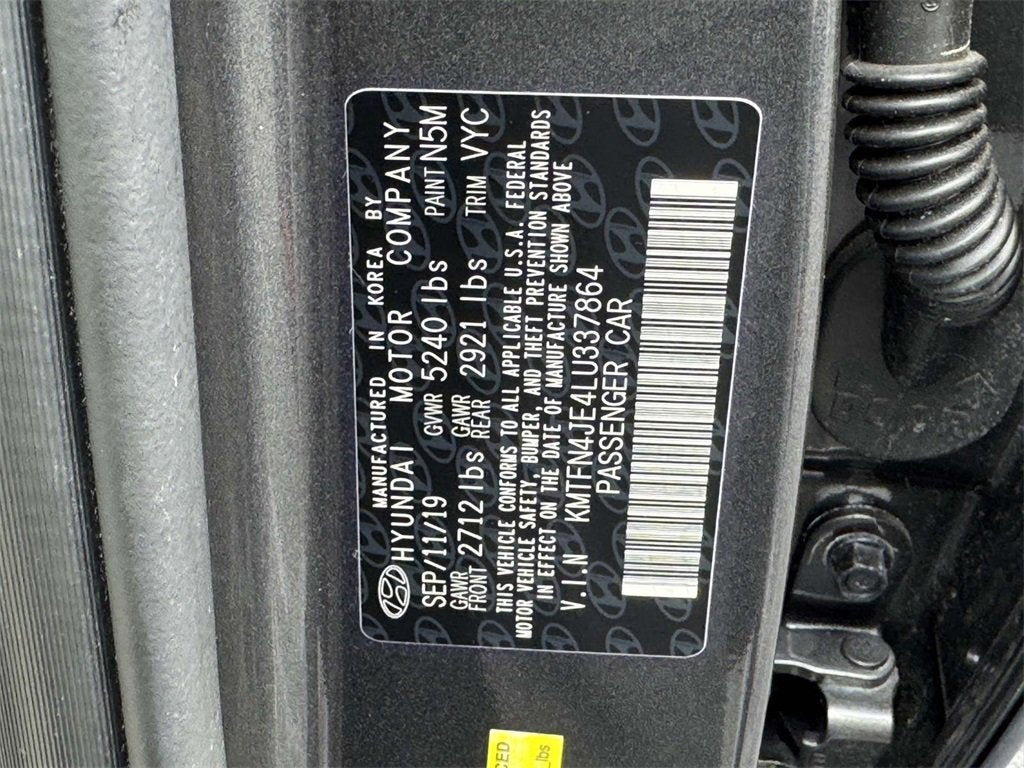 MANUFACTURED IN KOREA BY
HYUNDAI MOTOR COMPANY
SEP/11/19 GVWR 5240 lbs PAINT N5M
GAWR FRONT 2712 lbs GAWR REAR 2921 lbs TRIM VYC
THIS VEHICLE CONFORMS TO ALL APPLICABLE U.S.A. FEDERAL
MOTOR VEHICLE SAFETY, BUMPER, AND THEFT PREVENTION STANDARDS
IN EFFECT ON THE DATE OF MANUFACTURE SHOWN ABOVE
V.I.N KMTFN4JE4LU337864
PASSENGER CAR
CED
lbs